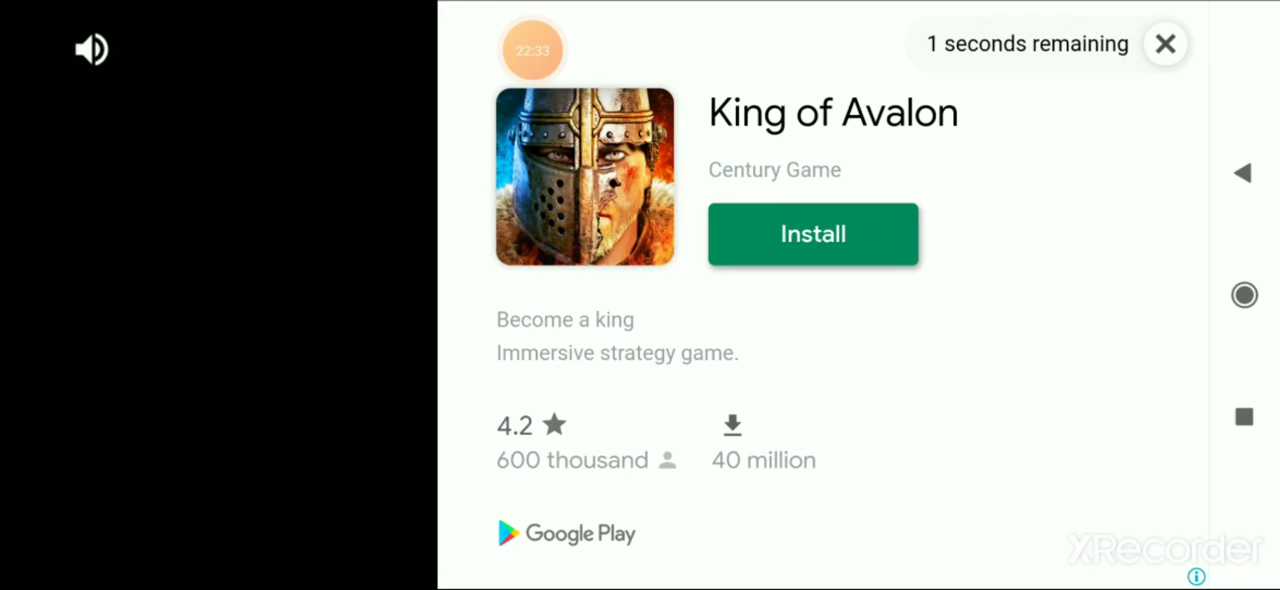 22:33
1 seconds remaining
King of Avalon
Century Game
Install
Become a king
Immersive strategy game.
4.2
600 thousand
40 million
Google Play
XRecorder